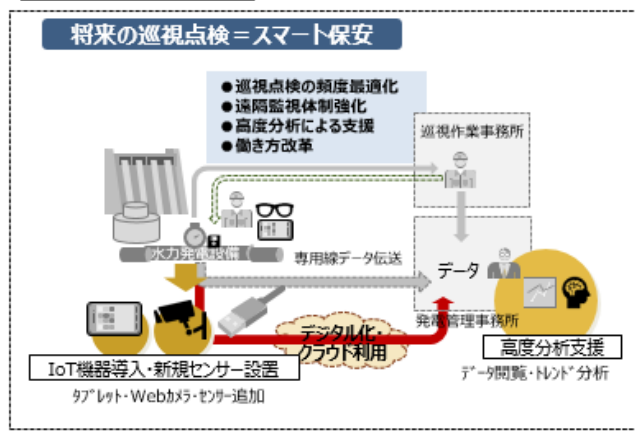 将来の巡視点検=スマート保安
●巡視点検の頻度最適化
●遠隔監視体制強化
●高度分析による支援
●働き方改革
巡視作業事務所
水力発電設備
専用線データ伝送
データ
発電管理事務所
デジタル化・
クラウド利用
IoT機器導入・新規センサー設置
タブレット・Webカメラ・センサー追加
高度分析支援
データ閲覧・トレンド分析